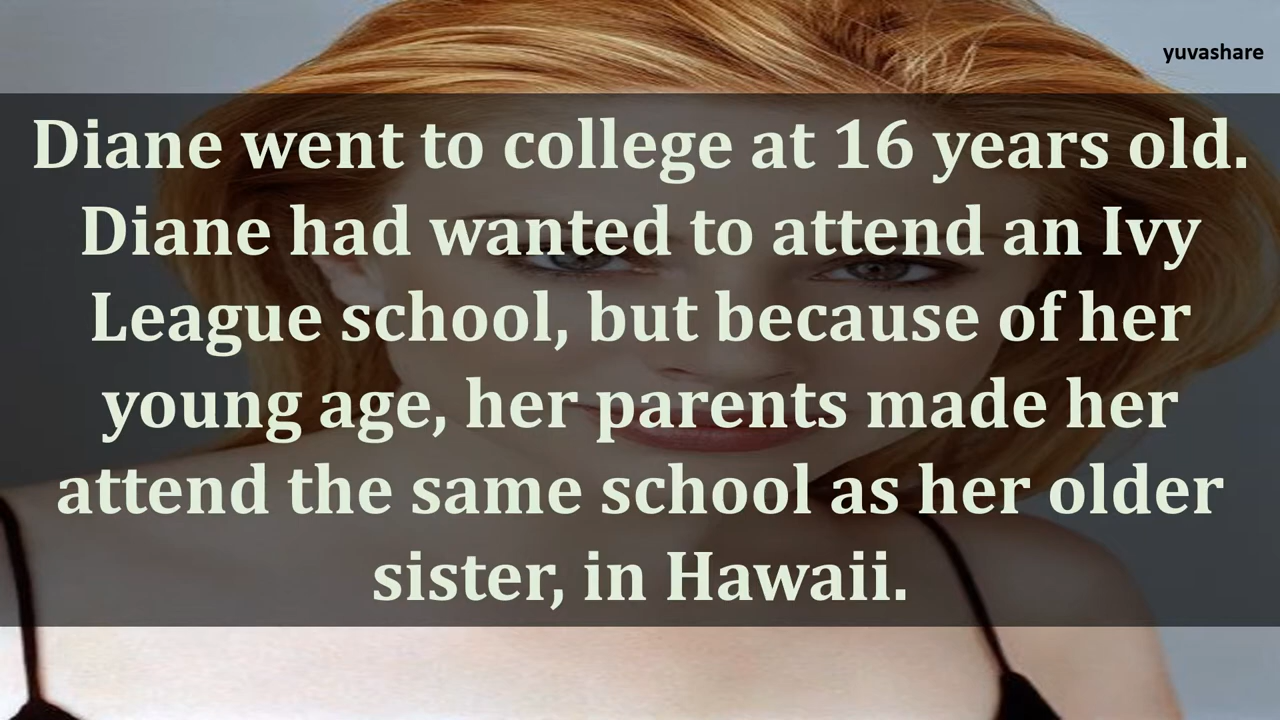 yuvashare
Diane went to college at 16 years old.
Diane had wanted to attend an Ivy
League school, but because of her
young age, her parents made her
attend the same school as her older
sister, in Hawaii.